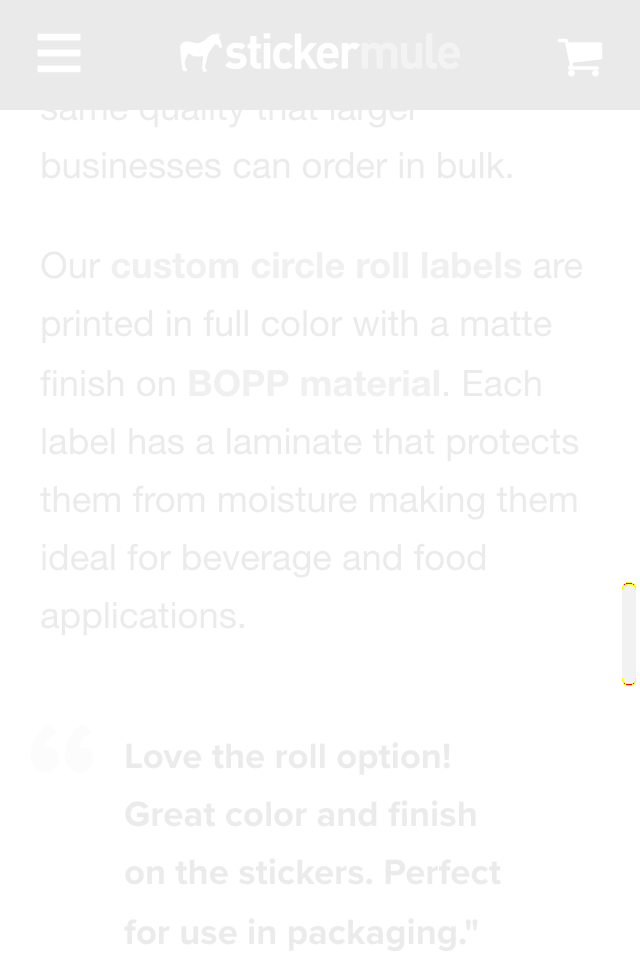 stickermule
same quality that larger
businesses can order in bulk.
Our custom circle roll labels are
printed in full color with a matte
finish on BOPP material. Each
label has a laminate that protects
them from moisture making them
ideal for beverage and food
applications.
“
Love the roll option!
Great color and finish
on the stickers. Perfect
for use in packaging."